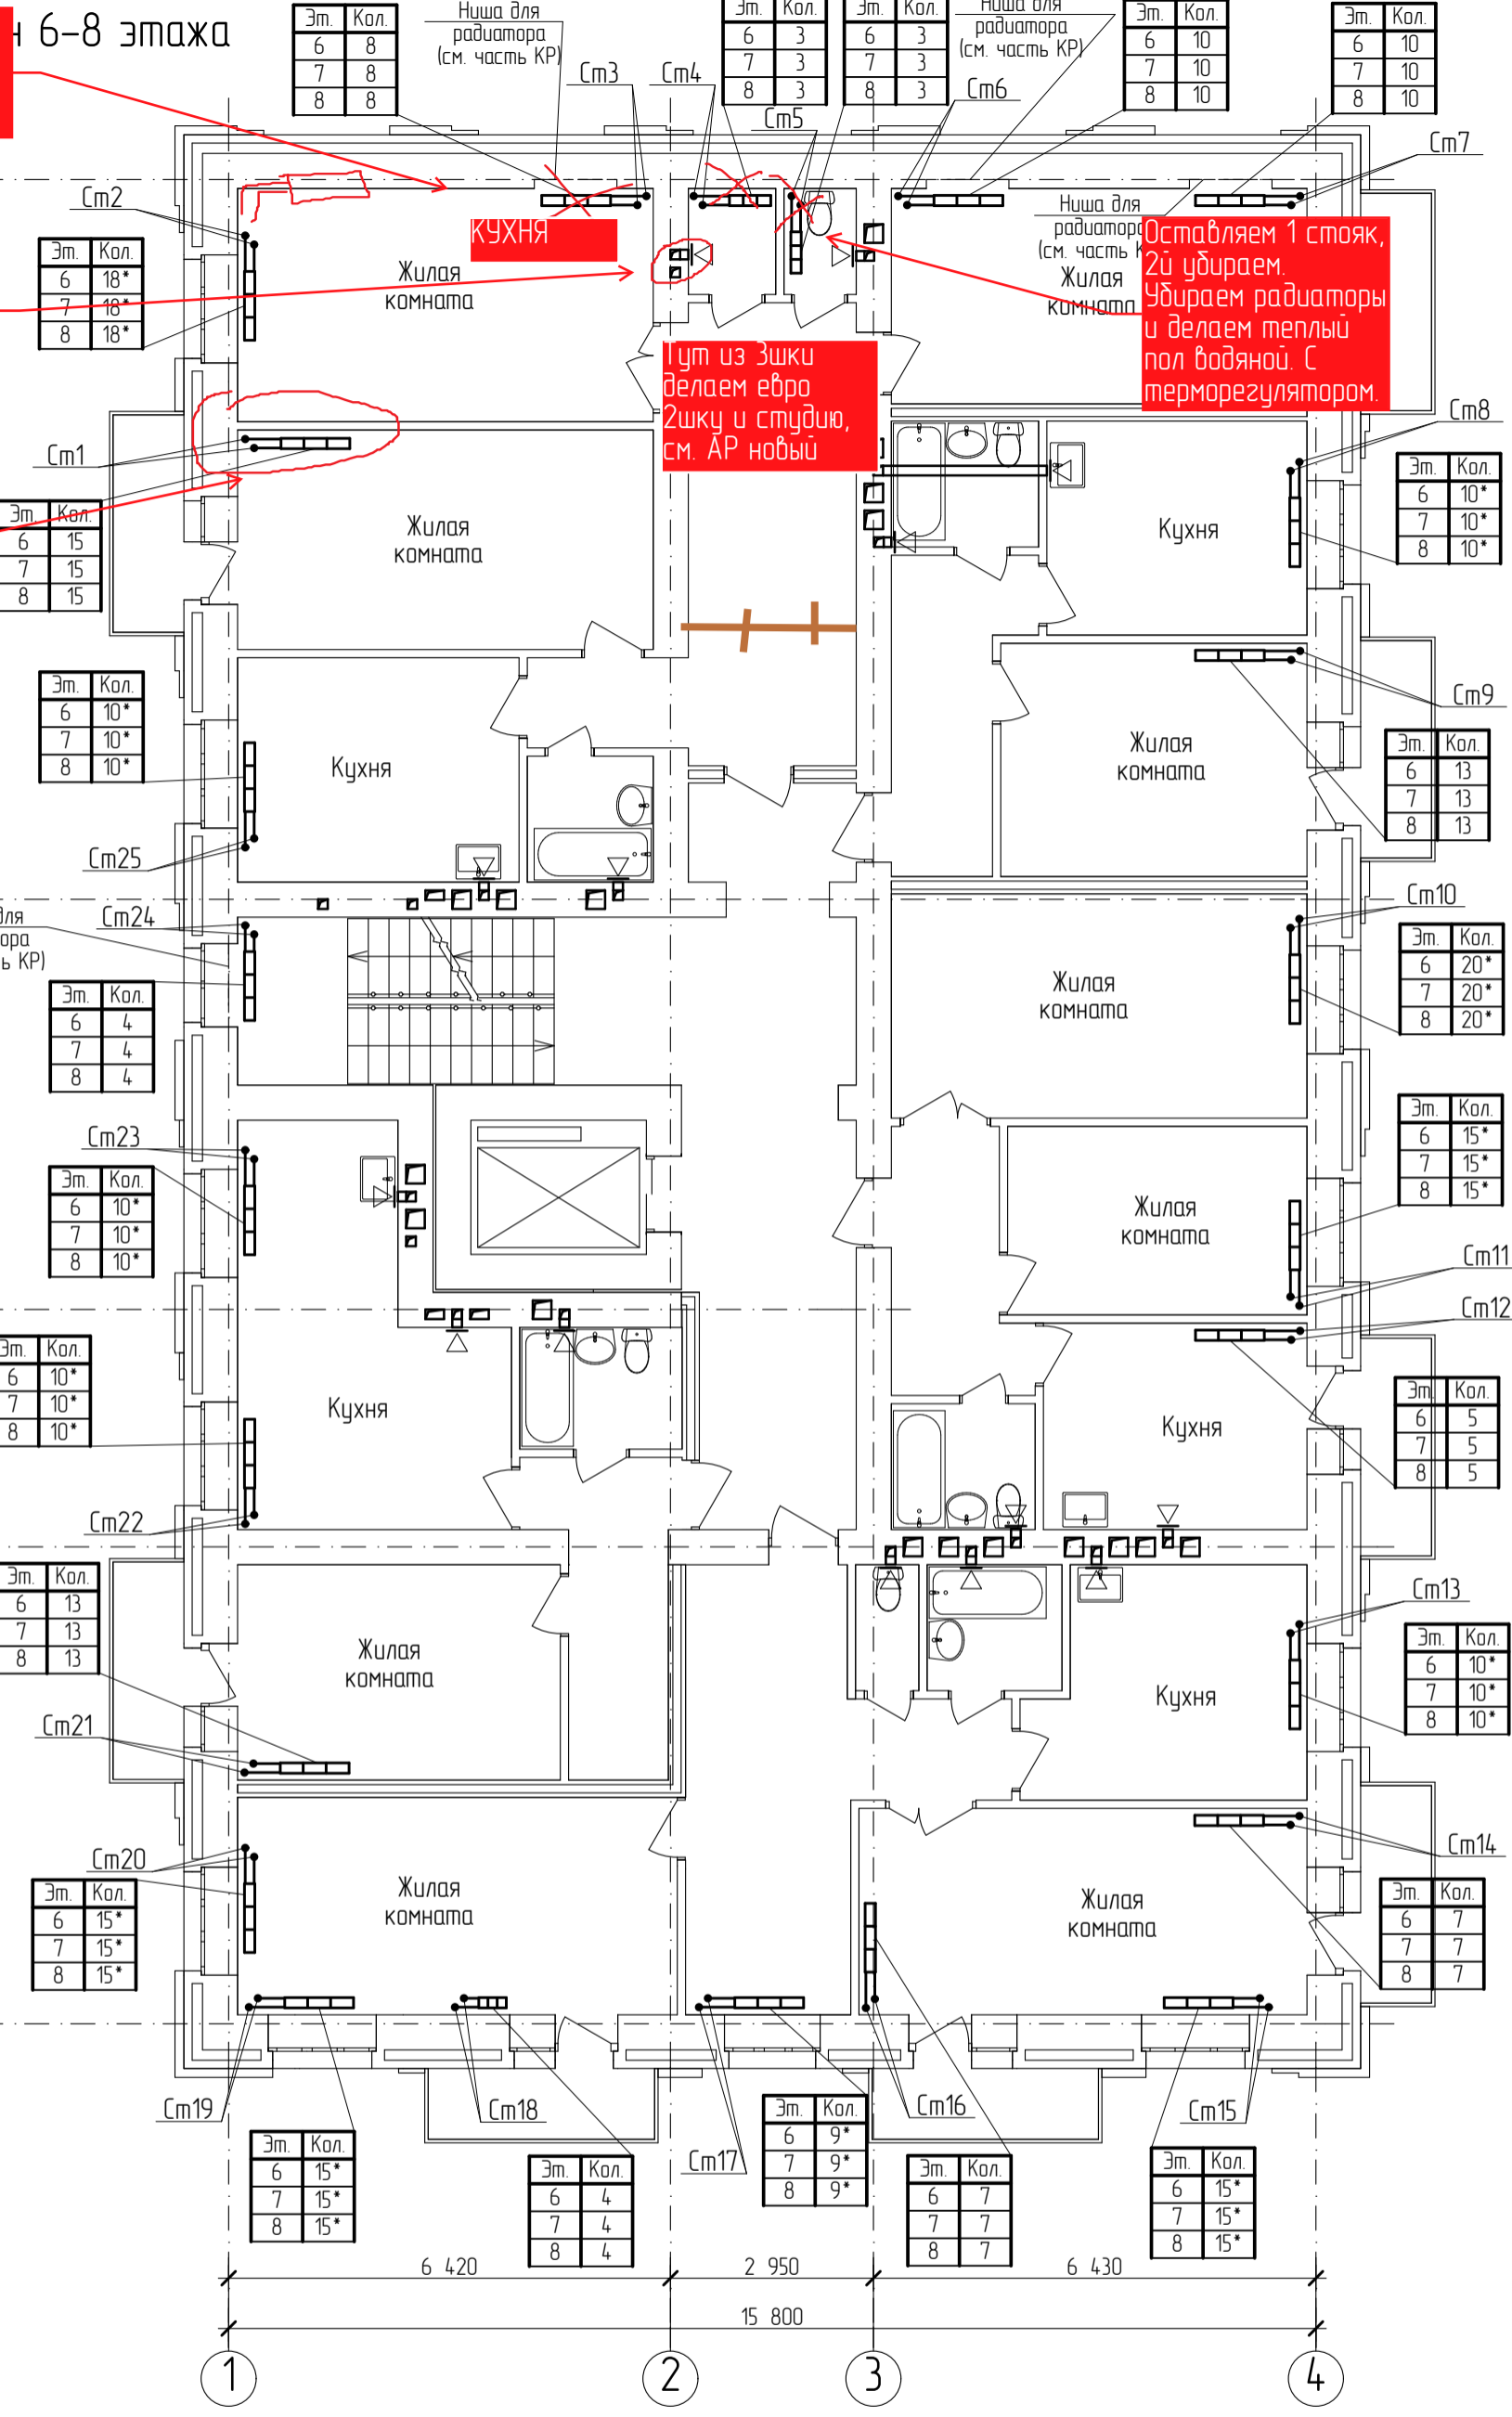 н 6-8 этажа
Эт. Кол.
6 8
7 8
8 8
Ниша для
радиатора
(см. часть КР)
Ст3
Ст4
Эт. Кол.
6 3
7 3
8 3
Ст5
Эт. Кол.
6 3
7 3
8 3
Ниша для
радиатора
(см. часть КР)
Ст6
Эт. Кол.
6 10
7 10
8 10
Эт. Кол.
6 10
7 10
8 10
Ст7
Ст2
Эт. Кол.
6 18*
7 18*
8 18*
КУХНЯ
Жилая
комната
Ниша для
радиатора
(см. часть К
Жилая
комната
Оставляем 1 стояк,
2й убираем.
Убираем радиаторы
и делаем теплый
пол водяной. С
терморегулятором.
Тут из 3шки
делаем евро
2шку и студию,
см. АР новый
Ст1
Эт. Кол.
6 15
7 15
8 15
Жилая
комната
Кухня
Ст8
Эт. Кол.
6 10*
7 10*
8 10*
Эт. Кол.
6 10*
7 10*
8 10*
Кухня
Жилая
комната
Ст9
Эт. Кол.
6 13
7 13
8 13
Ст25
для
ора
ь КР)
Ст24
Эт. Кол.
6 4
7 4
8 4
Жилая
комната
Ст10
Эт. Кол.
6 20*
7 20*
8 20*
Ст23
Эт. Кол.
6 10*
7 10*
8 10*
Жилая
комната
Эт. Кол.
6 15*
7 15*
8 15*
Ст11
Ст12
Эт. Кол.
6 10*
7 10*
8 10*
Кухня
Кухня
Эт. Кол.
6 5
7 5
8 5
Ст22
Эт. Кол.
6 13
7 13
8 13
Жилая
комната
Кухня
Ст13
Эт. Кол.
6 10*
7 10*
8 10*
Ст21
Ст20
Эт. Кол.
6 15*
7 15*
8 15*
Жилая
комната
Жилая
комната
Ст14
Эт. Кол.
6 7
7 7
8 7
Ст19
Эт. Кол.
6 15*
7 15*
8 15*
Ст18
Эт. Кол.
6 4
7 4
8 4
Ст17
Эт. Кол.
6 9*
7 9*
8 9*
Ст16
Эт. Кол.
6 7
7 7
8 7
Ст15
Эт. Кол.
6 15*
7 15*
8 15*
6 420
2 950
6 430
15 800
1 2 3 4